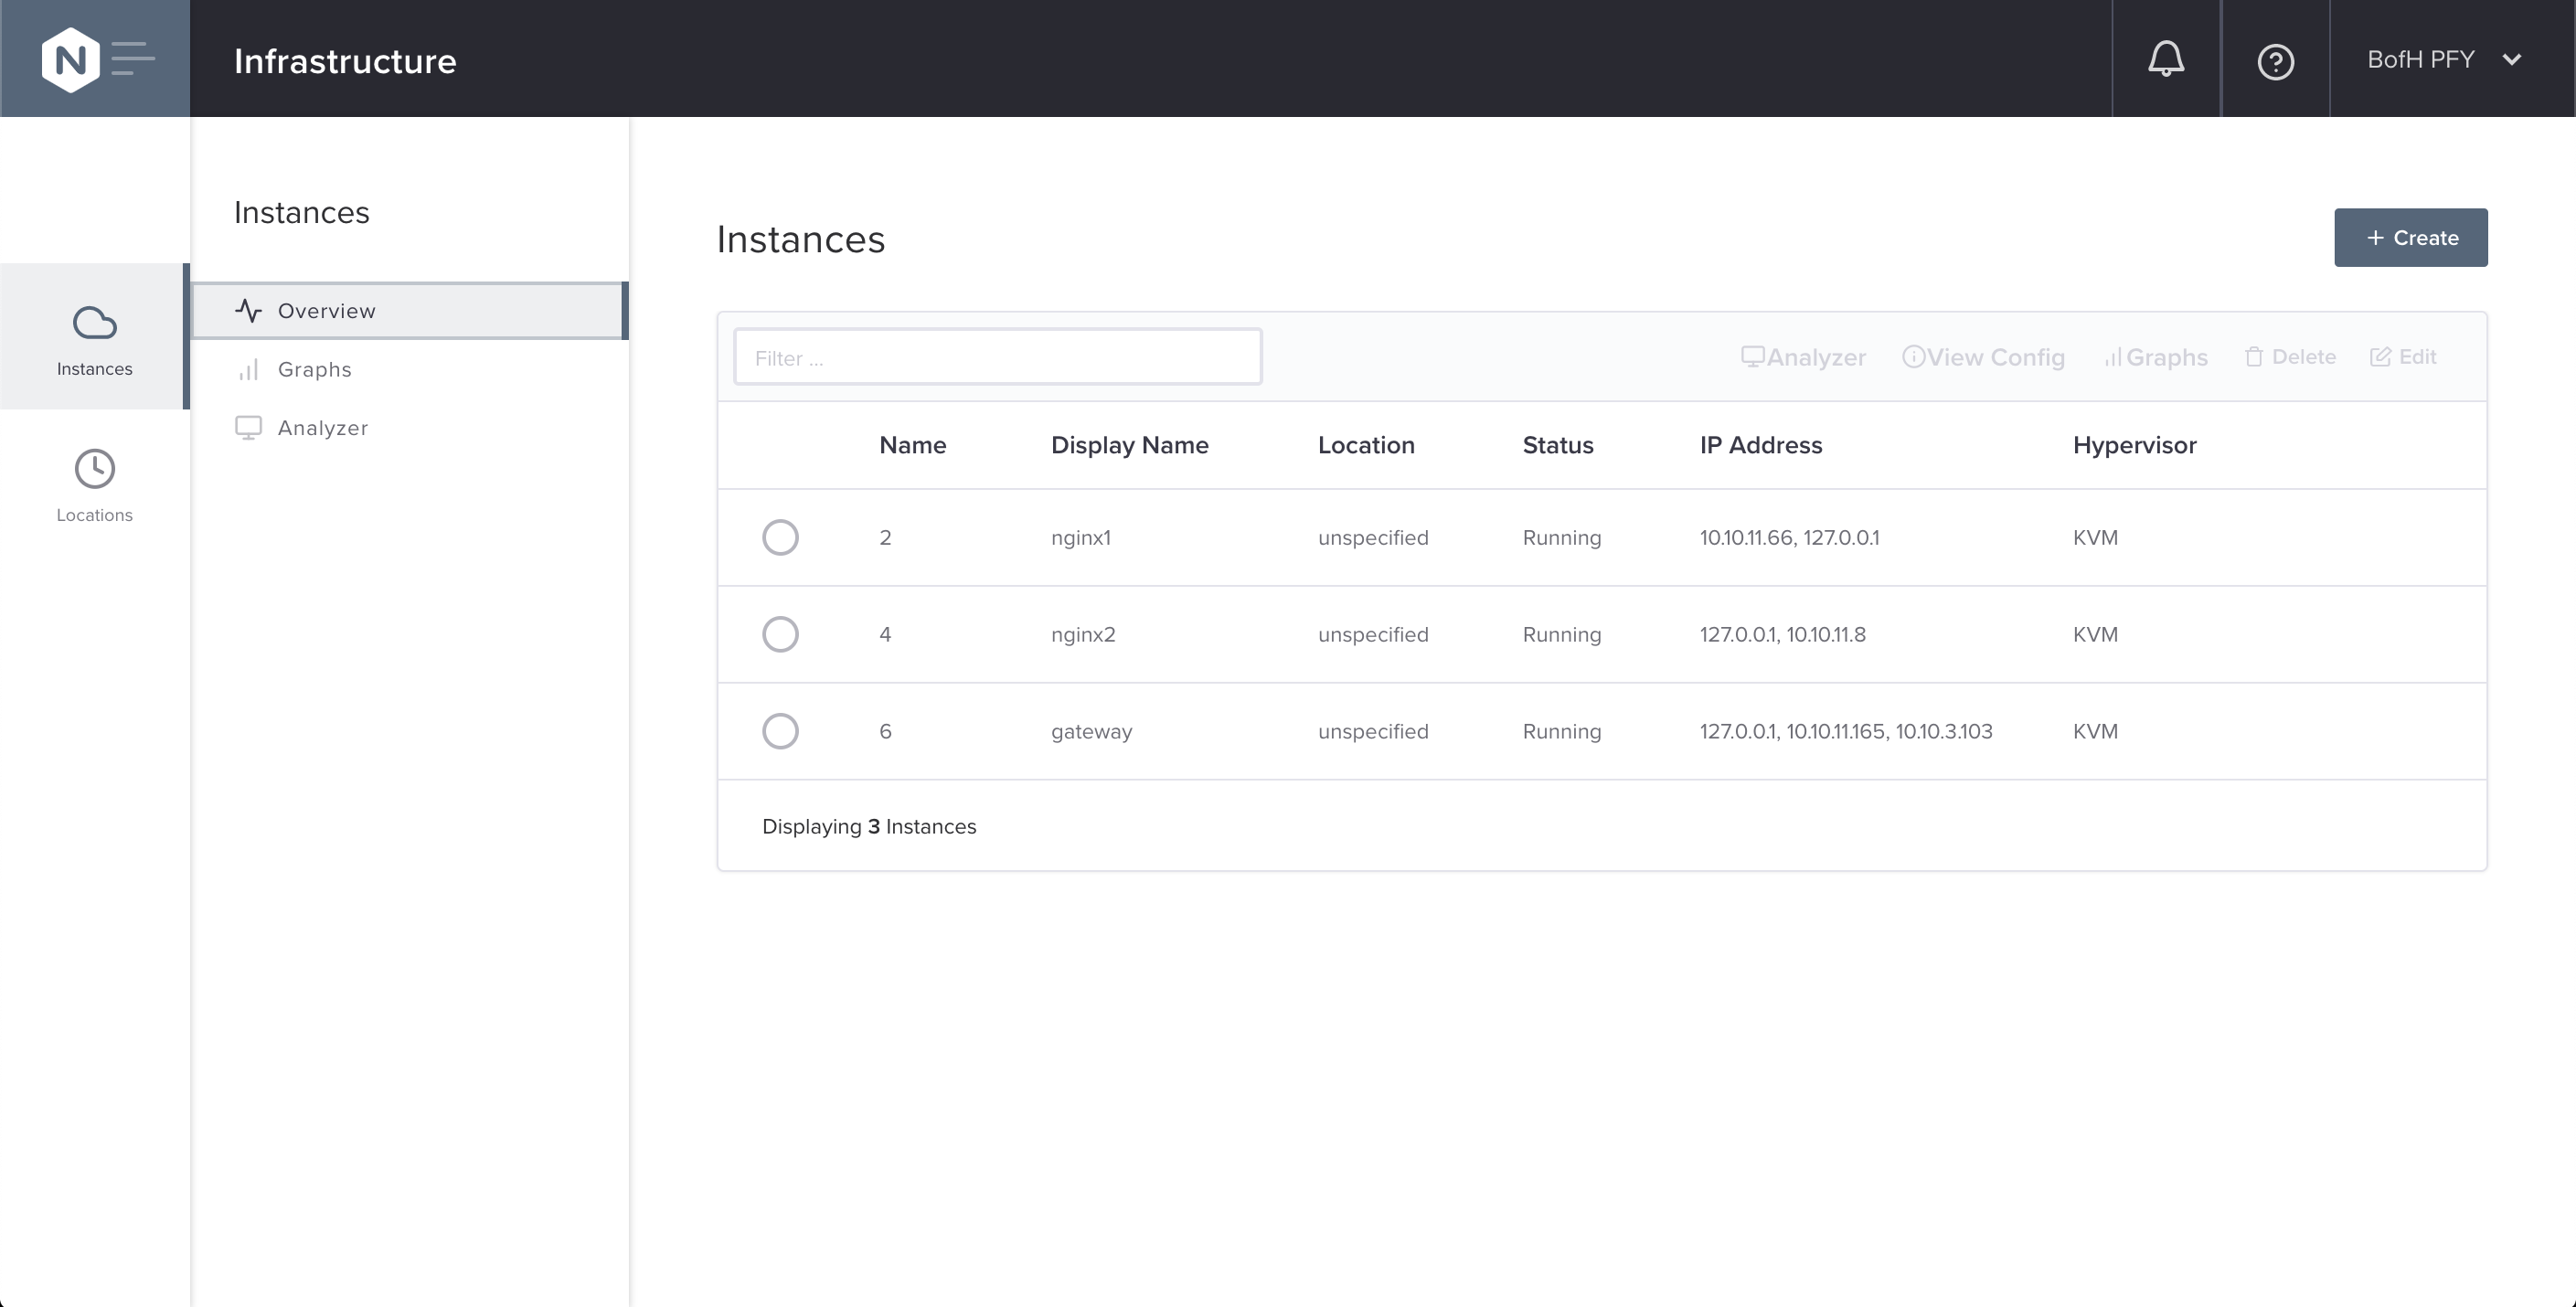 N
Infrastructure
BofH PFY
Instances
Locations
Instances
Overview
Graphs
Analyzer
Instances
+ Create
Filter ...
Analyzer View Config Graphs Delete Edit
Name Display Name Location Status IP Address Hypervisor
2 nginx1 unspecified Running 10.10.11.66, 127.0.0.1 KVM
4 nginx2 unspecified Running 127.0.0.1, 10.10.11.8 KVM
6 gateway unspecified Running 127.0.0.1, 10.10.11.165, 10.10.3.103 KVM
Displaying 3 Instances